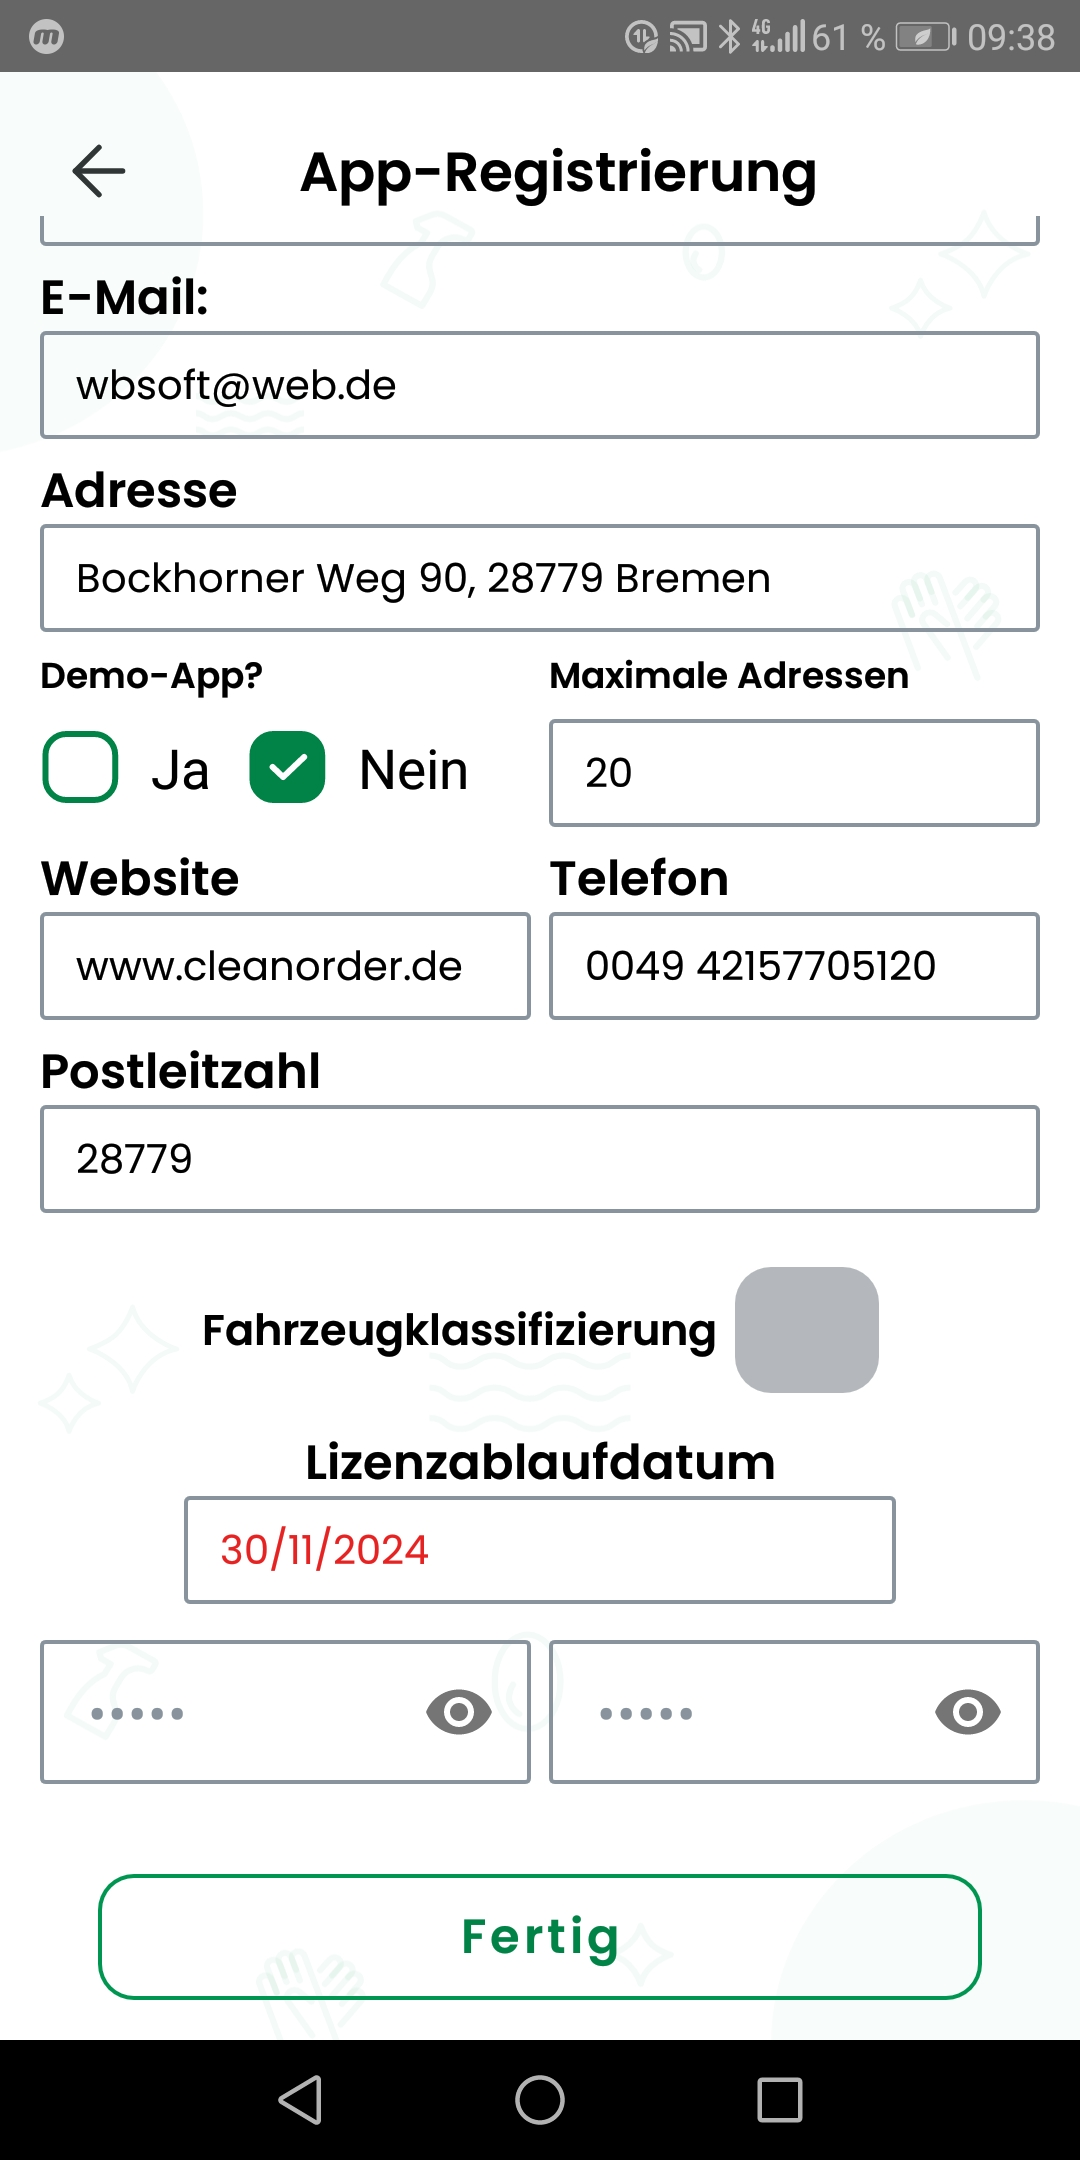 4G 61 % 09:38
App-Registrierung
E-Mail:
wbsoft@web.de
Adresse
Bockhorner Weg 90, 28779 Bremen
Demo-App? Maximale Adressen
Ja Nein 20
Website Telefon
www.cleanorder.de 0049 42157705120
Postleitzahl
28779
Fahrzeugklassifizierung
Lizenzablaufdatum
30/11/2024
••••• •••••
Fertig